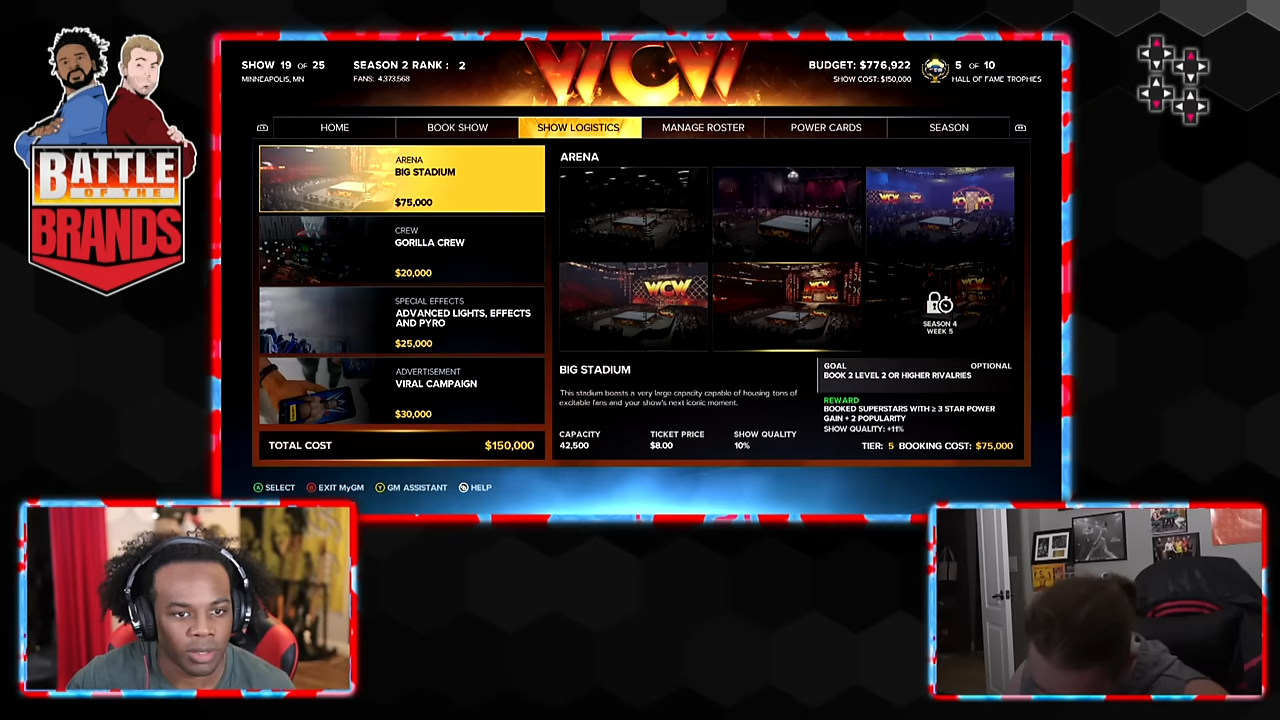 BATTLE
OF THE
BRANDS
WCW
SHOW 19 OF 25
MINNEAPOLIS, MN
SEASON 2 RANK : 2
FANS: 4,373,568
BUDGET: $776,922
SHOW COST: $150,000
5 OF 10
HALL OF FAME TROPHIES
HOME
BOOK SHOW
SHOW LOGISTICS
MANAGE ROSTER
POWER CARDS
SEASON
ARENA
BIG STADIUM
$75,000
CREW
GORILLA CREW
$20,000
SPECIAL EFFECTS
ADVANCED LIGHTS, EFFECTS
AND PYRO
$25,000
ADVERTISEMENT
VIRAL CAMPAIGN
$30,000
TOTAL COST $150,000
ARENA
WCW
WCW
SEASON 4
WEEK 5
BIG STADIUM
This stadium boasts a very large capacity capable of housing tons of
excitable fans and your show's next iconic moment.
CAPACITY
42,500
TICKET PRICE
$8.00
SHOW QUALITY
10%
GOAL OPTIONAL
BOOK 2 LEVEL 2 OR HIGHER RIVALRIES
REWARD
BOOKED SUPERSTARS WITH ≥ 3 STAR POWER
GAIN + 2 POPULARITY
SHOW QUALITY: +11%
TIER: 5 BOOKING COST: $75,000
A SELECT
B EXIT MyGM
Y GM ASSISTANT
HELP